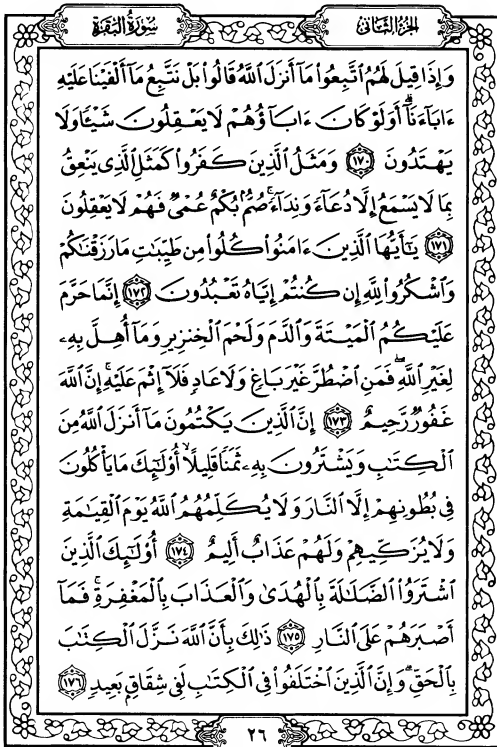 الجزء الثاني
سورة البقرة
وَإِذَا قِيلَ لَهُمُ ٱتَّبِعُوا۟ مَآ أَنزَلَ ٱللَّهُ قَالُوا۟ بَلْ نَتَّبِعُ مَآ أَلْفَيْنَا عَلَيْهِ
ءَابَآءَنَآ ۗ أَوَلَوْ كَانَ ءَابَآؤُهُمْ لَا يَعْقِلُونَ شَيْـًٔا وَلَا
يَهْتَدُونَ ١٧٠ وَمَثَلُ ٱلَّذِينَ كَفَرُوا۟ كَمَثَلِ ٱلَّذِى يَنْعِقُ
بِمَا لَا يَسْمَعُ إِلَّا دُعَآءً وَنِدَآءً ۚ صُمٌّۢ بُكْمٌ عُمْىٌ فَهُمْ لَا يَعْقِلُونَ
١٧١ يَـٰٓأَيُّهَا ٱلَّذِينَ ءَامَنُوا۟ كُلُوا۟ مِن طَيِّبَـٰتِ مَا رَزَقْنَـٰكُمْ
وَٱشْكُرُوا۟ لِلَّهِ إِن كُنتُمْ إِيَّاهُ تَعْبُدُونَ ١٧٢ إِنَّمَا حَرَّمَ
عَلَيْكُمُ ٱلْمَيْتَةَ وَٱلدَّمَ وَلَحْمَ ٱلْخِنزِيرِ وَمَآ أُهِلَّ بِهِۦ
لِغَيْرِ ٱللَّهِ ۖ فَمَنِ ٱضْطُرَّ غَيْرَ بَاغٍ وَلَا عَادٍ فَلَآ إِثْمَ عَلَيْهِ ۚ إِنَّ ٱللَّهَ
غَفُورٌ رَّحِيمٌ ١٧٣ إِنَّ ٱلَّذِينَ يَكْتُمُونَ مَآ أَنزَلَ ٱللَّهُ مِنَ
ٱلْكِتَـٰبِ وَيَشْتَرُونَ بِهِۦ ثَمَنًا قَلِيلًا ۙ أُو۟لَـٰٓئِكَ مَا يَأْكُلُونَ
فِى بُطُونِهِمْ إِلَّا ٱلنَّارَ وَلَا يُكَلِّمُهُمُ ٱللَّهُ يَوْمَ ٱلْقِيَـٰمَةِ
وَلَا يُزَكِّيهِمْ وَلَهُمْ عَذَابٌ أَلِيمٌ ١٧٤ أُو۟لَـٰٓئِكَ ٱلَّذِينَ
ٱشْتَرَوُا۟ ٱلضَّلَـٰلَةَ بِٱلْهُدَىٰ وَٱلْعَذَابَ بِٱلْمَغْفِرَةِ ۚ فَمَآ
أَصْبَرَهُمْ عَلَى ٱلنَّارِ ١٧٥ ذَٰلِكَ بِأَنَّ ٱللَّهَ نَزَّلَ ٱلْكِتَـٰبَ
بِٱلْحَقِّ ۗ وَإِنَّ ٱلَّذِينَ ٱخْتَلَفُوا۟ فِى ٱلْكِتَـٰبِ لَفِى شِقَاقٍۭ بَعِيدٍ ١٧٦
٢٦